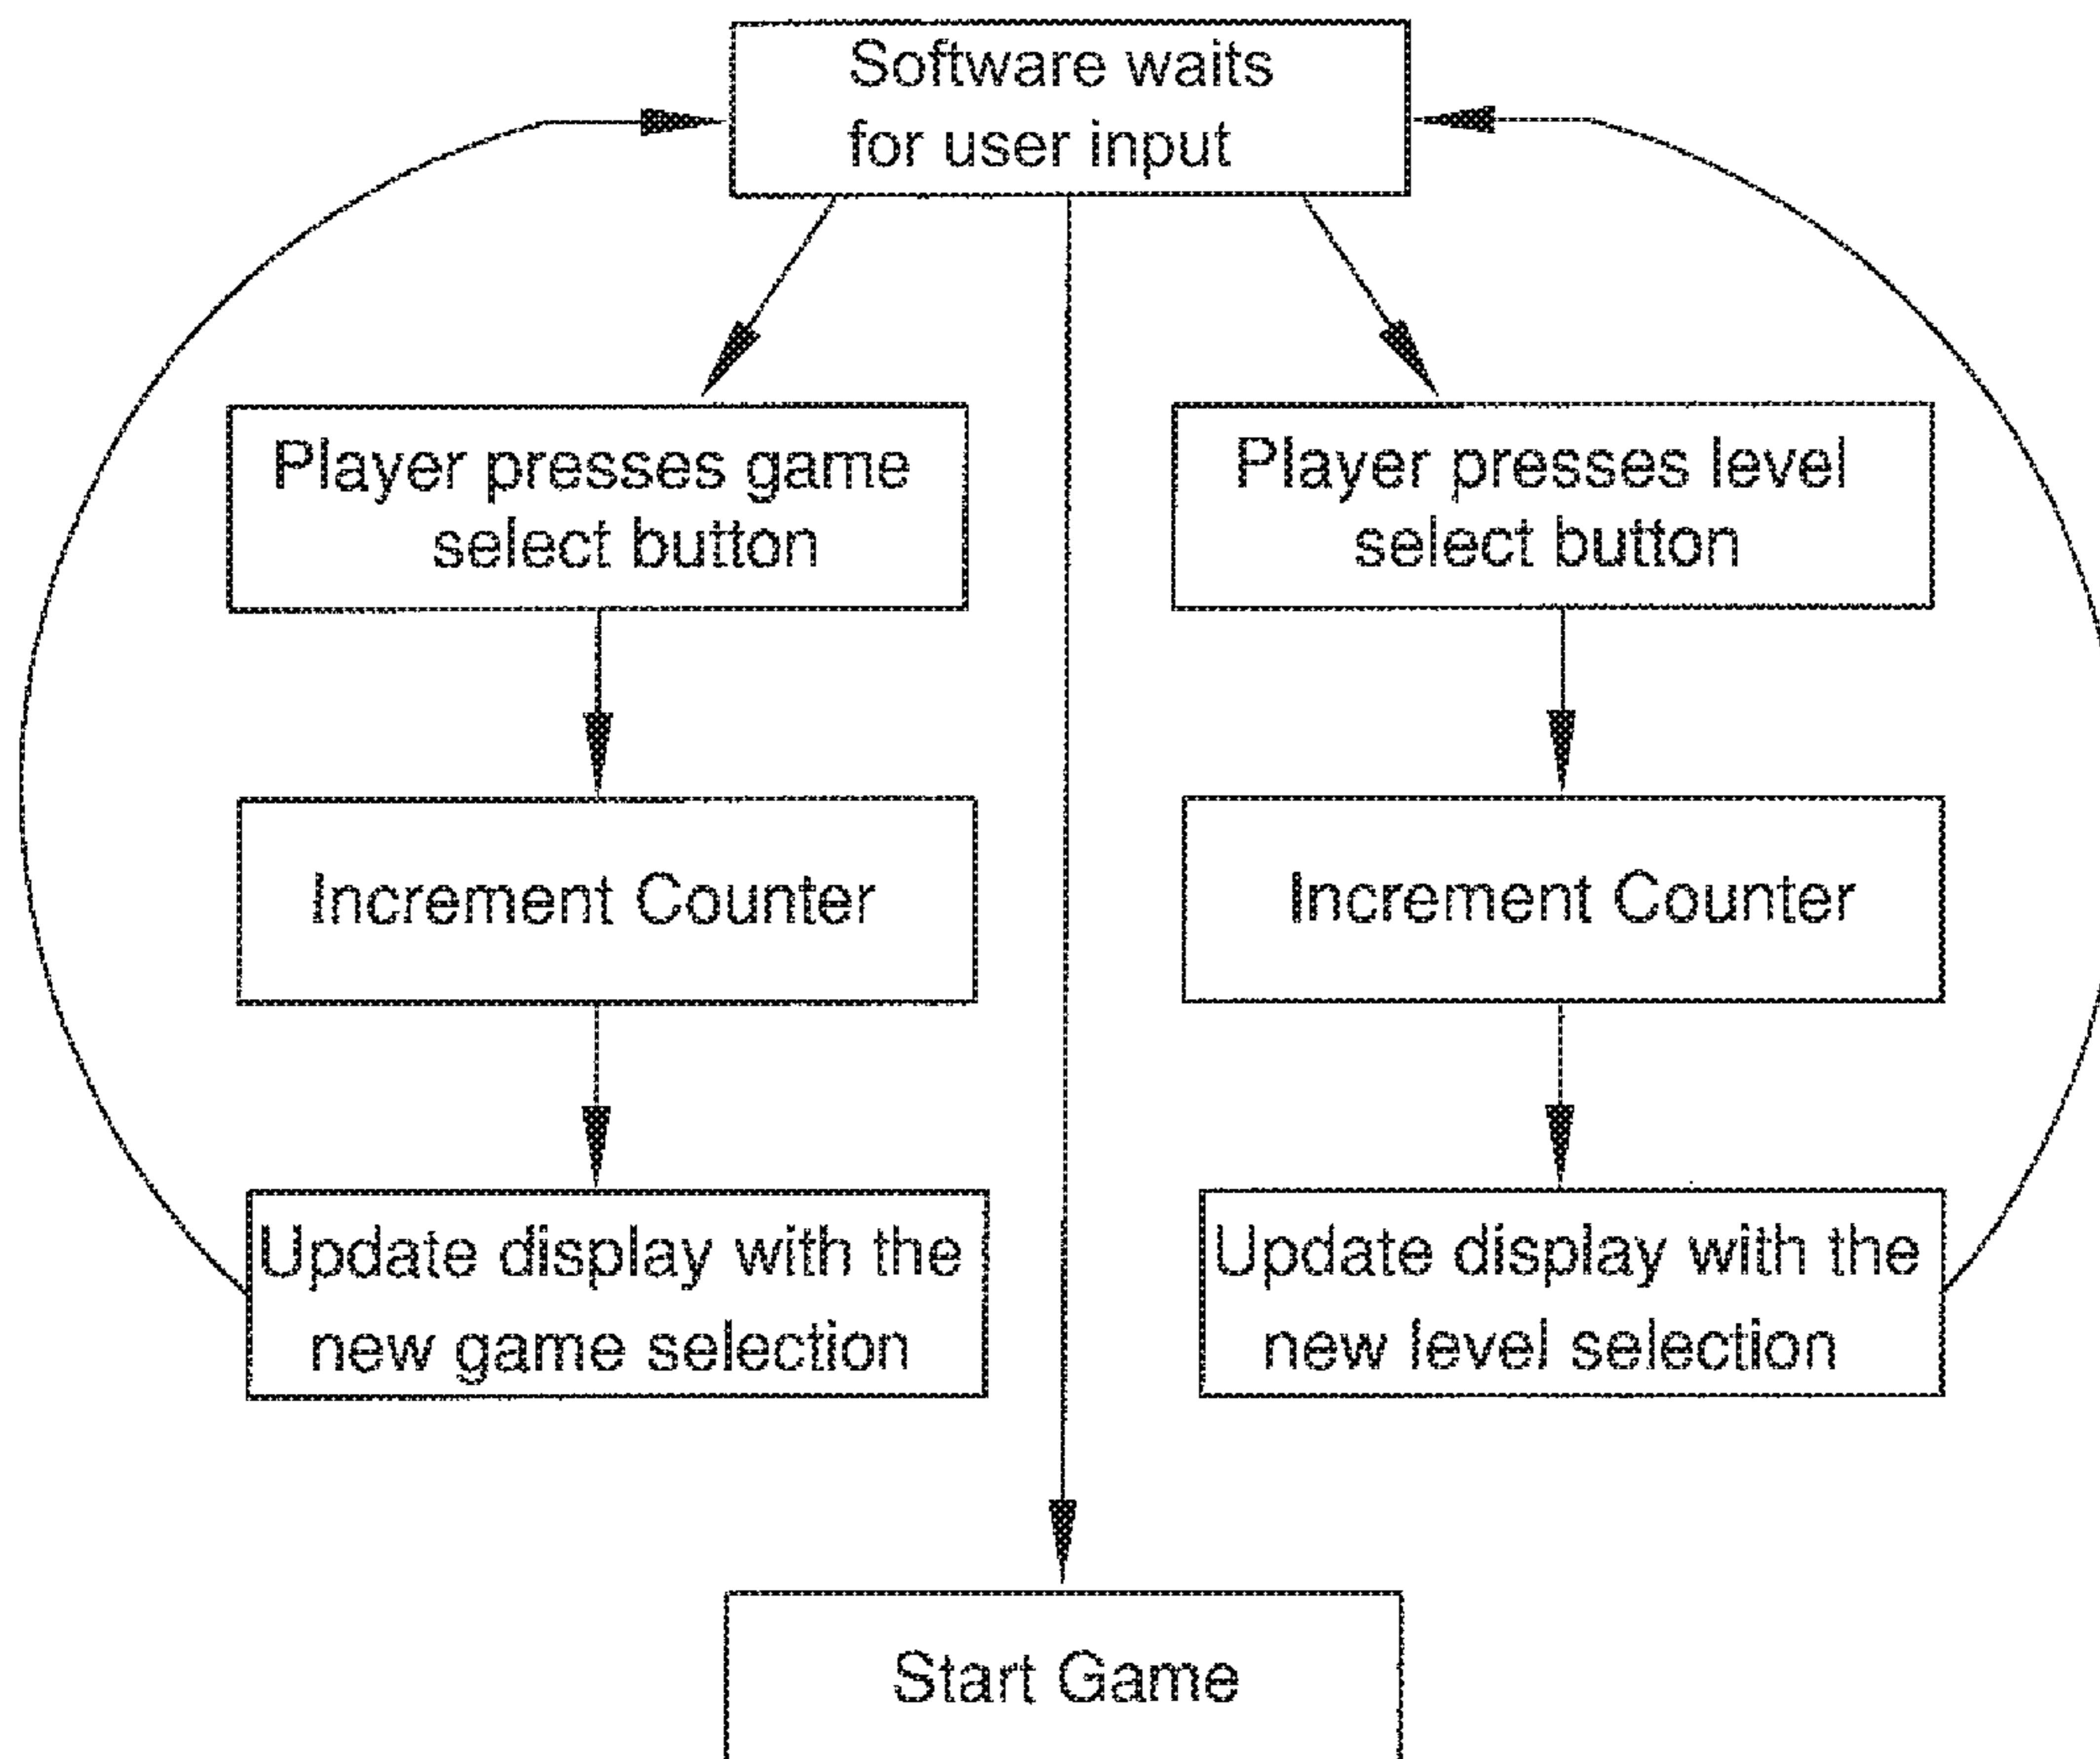 Software waits
for user input
Player presses game
select button
Player presses level
select button
Increment Counter
Increment Counter
Update display with the
new game selection
Update display with the
new level selection
Start Game